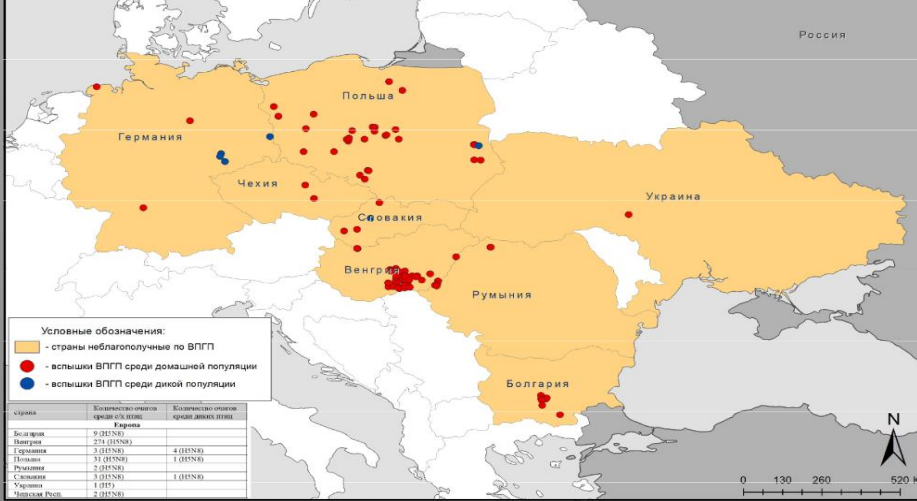 Россия
Польша
Германия
Чехия
Украина
Словакия
Венгрия
Румыния
Болгария
Условные обозначения:
- страны неблагополучные по ВПГП
- вспышки ВПГП среди домашней популяции
- вспышки ВПГП среди дикой популяции
страна Количество очагов среди с/х птиц Количество очагов среди диких птиц
Европа
Болгария 9 (H5N8)
Венгрия 274 (H5N8)
Германия 3 (H5N8) 4 (H5N8)
Польша 31 (H5N8) 1 (H5N8)
Румыния 2 (H5N8)
Словакия 3 (H5N8) 1 (H5N8)
Украина 1 (H5)
Чешская Респ. 2 (H5N8)
N
0 130 260 520